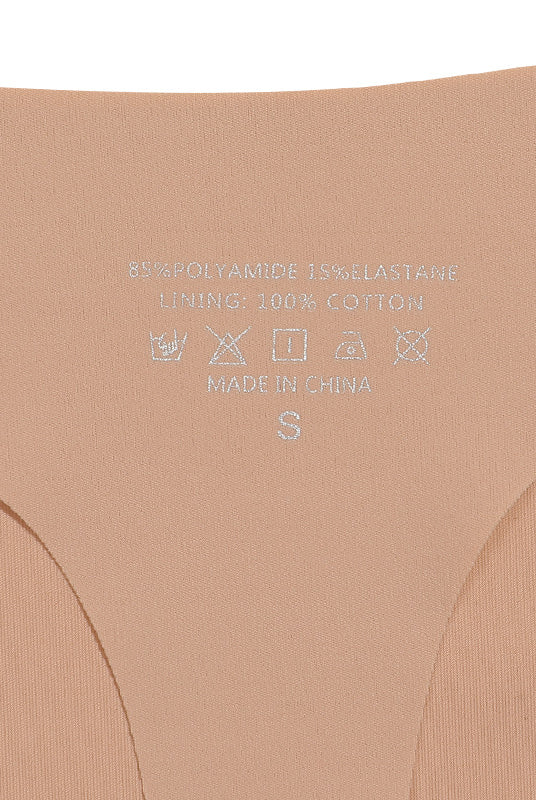 85%POLYAMIDE 15%ELASTANE
LINING: 100% COTTON
MADE IN CHINA
S